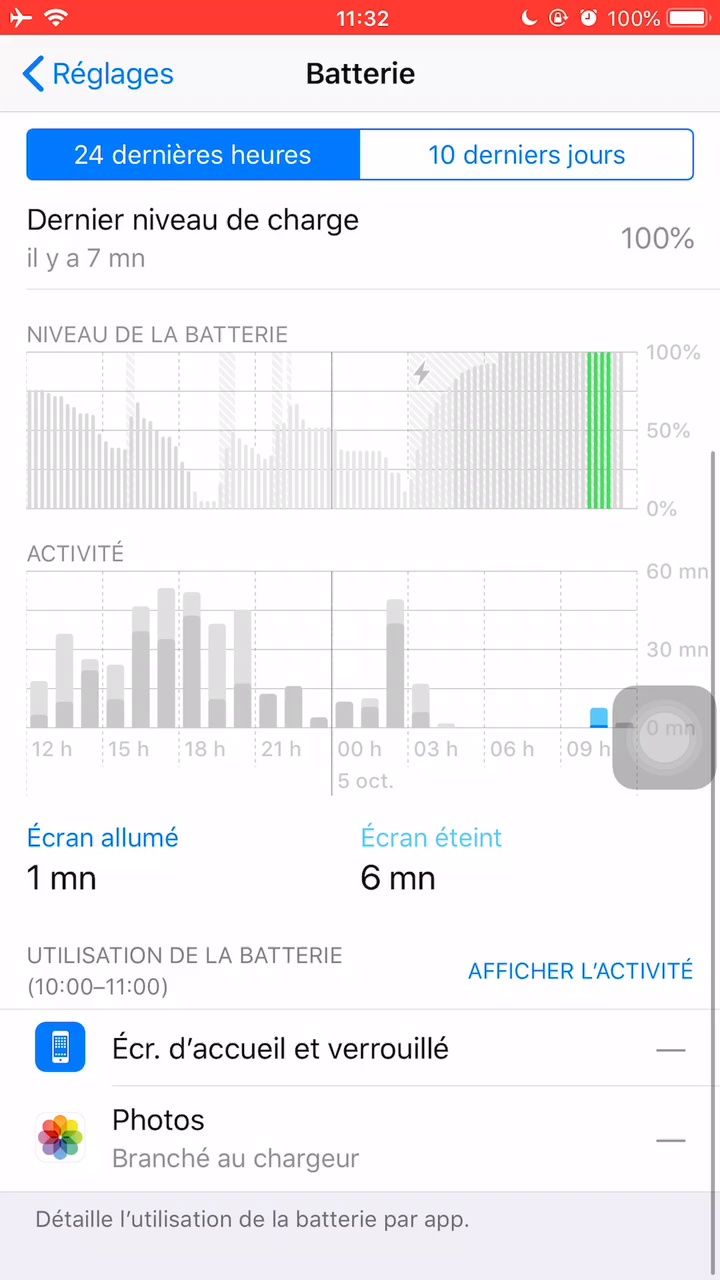 11:32
100%
Réglages
Batterie
24 dernières heures
10 derniers jours
Dernier niveau de charge
100%
il y a 7 mn
NIVEAU DE LA BATTERIE
100%
50%
0%
ACTIVITÉ
60 mn
30 mn
0 mn
12 h 15 h 18 h 21 h 00 h 03 h 06 h 09 h
5 oct.
Écran allumé
Écran éteint
1 mn
6 mn
UTILISATION DE LA BATTERIE
(10:00–11:00)
AFFICHER L’ACTIVITÉ
Écr. d’accueil et verrouillé
—
Photos
Branché au chargeur
—
Détaille l’utilisation de la batterie par app.